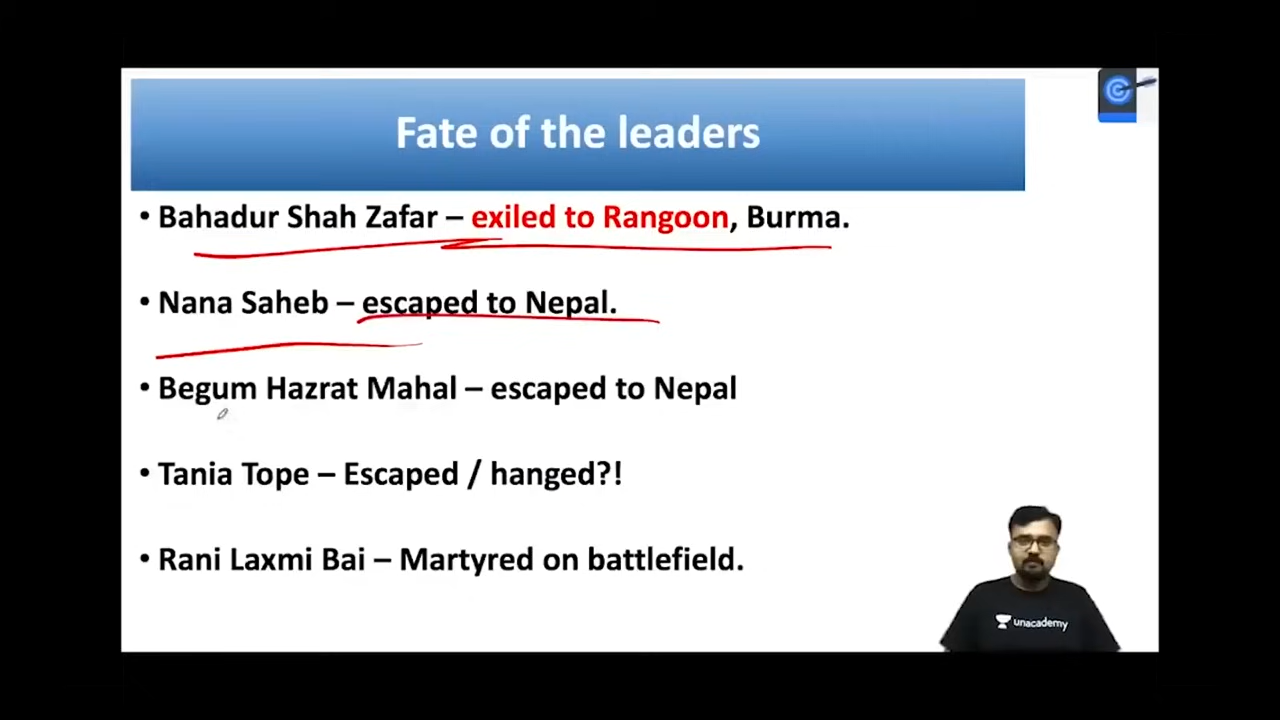 Fate of the leaders
• Bahadur Shah Zafar – exiled to Rangoon, Burma.
• Nana Saheb – escaped to Nepal.
• Begum Hazrat Mahal – escaped to Nepal
• Tania Tope – Escaped / hanged?!
• Rani Laxmi Bai – Martyred on battlefield.
unacademy